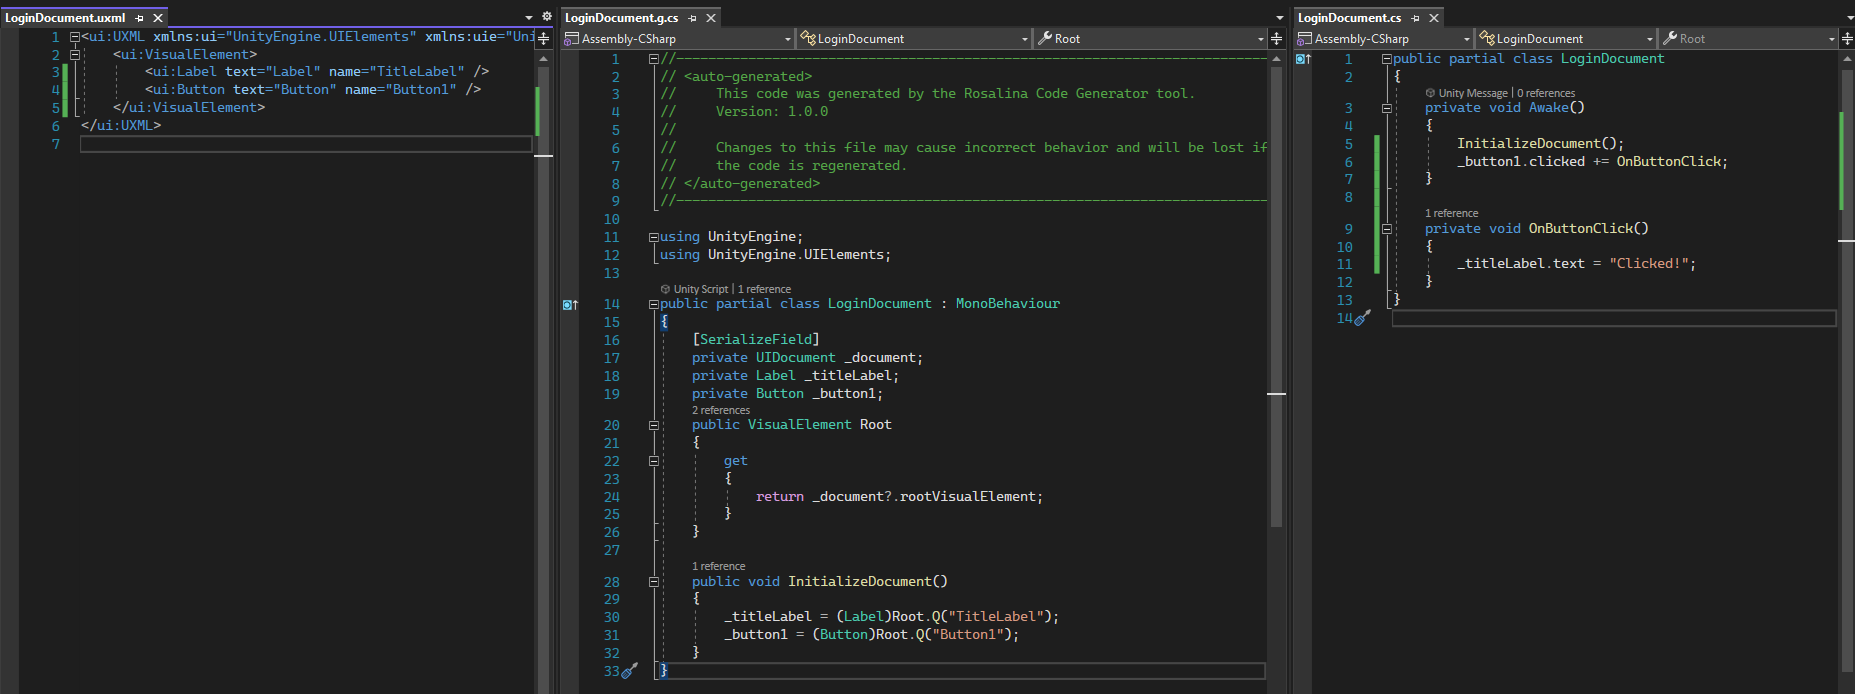 LoginDocument.uxml
1 <ui:UXML xmlns:ui="UnityEngine.UIElements" xmlns:uie="Uni
2 <ui:VisualElement>
3 <ui:Label text="Label" name="TitleLabel" />
4 <ui:Button text="Button" name="Button1" />
5 </ui:VisualElement>
6 </ui:UXML>
7
LoginDocument.g.cs
Assembly-CSharp LoginDocument Root
1 //--------------------------------------------------------------------------
2 // <auto-generated>
3 // This code was generated by the Rosalina Code Generator tool.
4 // Version: 1.0.0
5 //
6 // Changes to this file may cause incorrect behavior and will be lost if
7 // the code is regenerated.
8 // </auto-generated>
9 //--------------------------------------------------------------------------
10
11 using UnityEngine;
12 using UnityEngine.UIElements;
13
Unity Script | 1 reference
14 public partial class LoginDocument : MonoBehaviour
15 {
16 [SerializeField]
17 private UIDocument _document;
18 private Label _titleLabel;
19 private Button _button1;
2 references
20 public VisualElement Root
21 {
22 get
23 {
24 return _document?.rootVisualElement;
25 }
26 }
27
1 reference
28 public void InitializeDocument()
29 {
30 _titleLabel = (Label)Root.Q("TitleLabel");
31 _button1 = (Button)Root.Q("Button1");
32 }
33 }
LoginDocument.cs
Assembly-CSharp LoginDocument Root
1 public partial class LoginDocument
2 {
Unity Message | 0 references
3 private void Awake()
4 {
5 InitializeDocument();
6 _button1.clicked += OnButtonClick;
7 }
8
1 reference
9 private void OnButtonClick()
10 {
11 _titleLabel.text = "Clicked!";
12 }
13 }
14